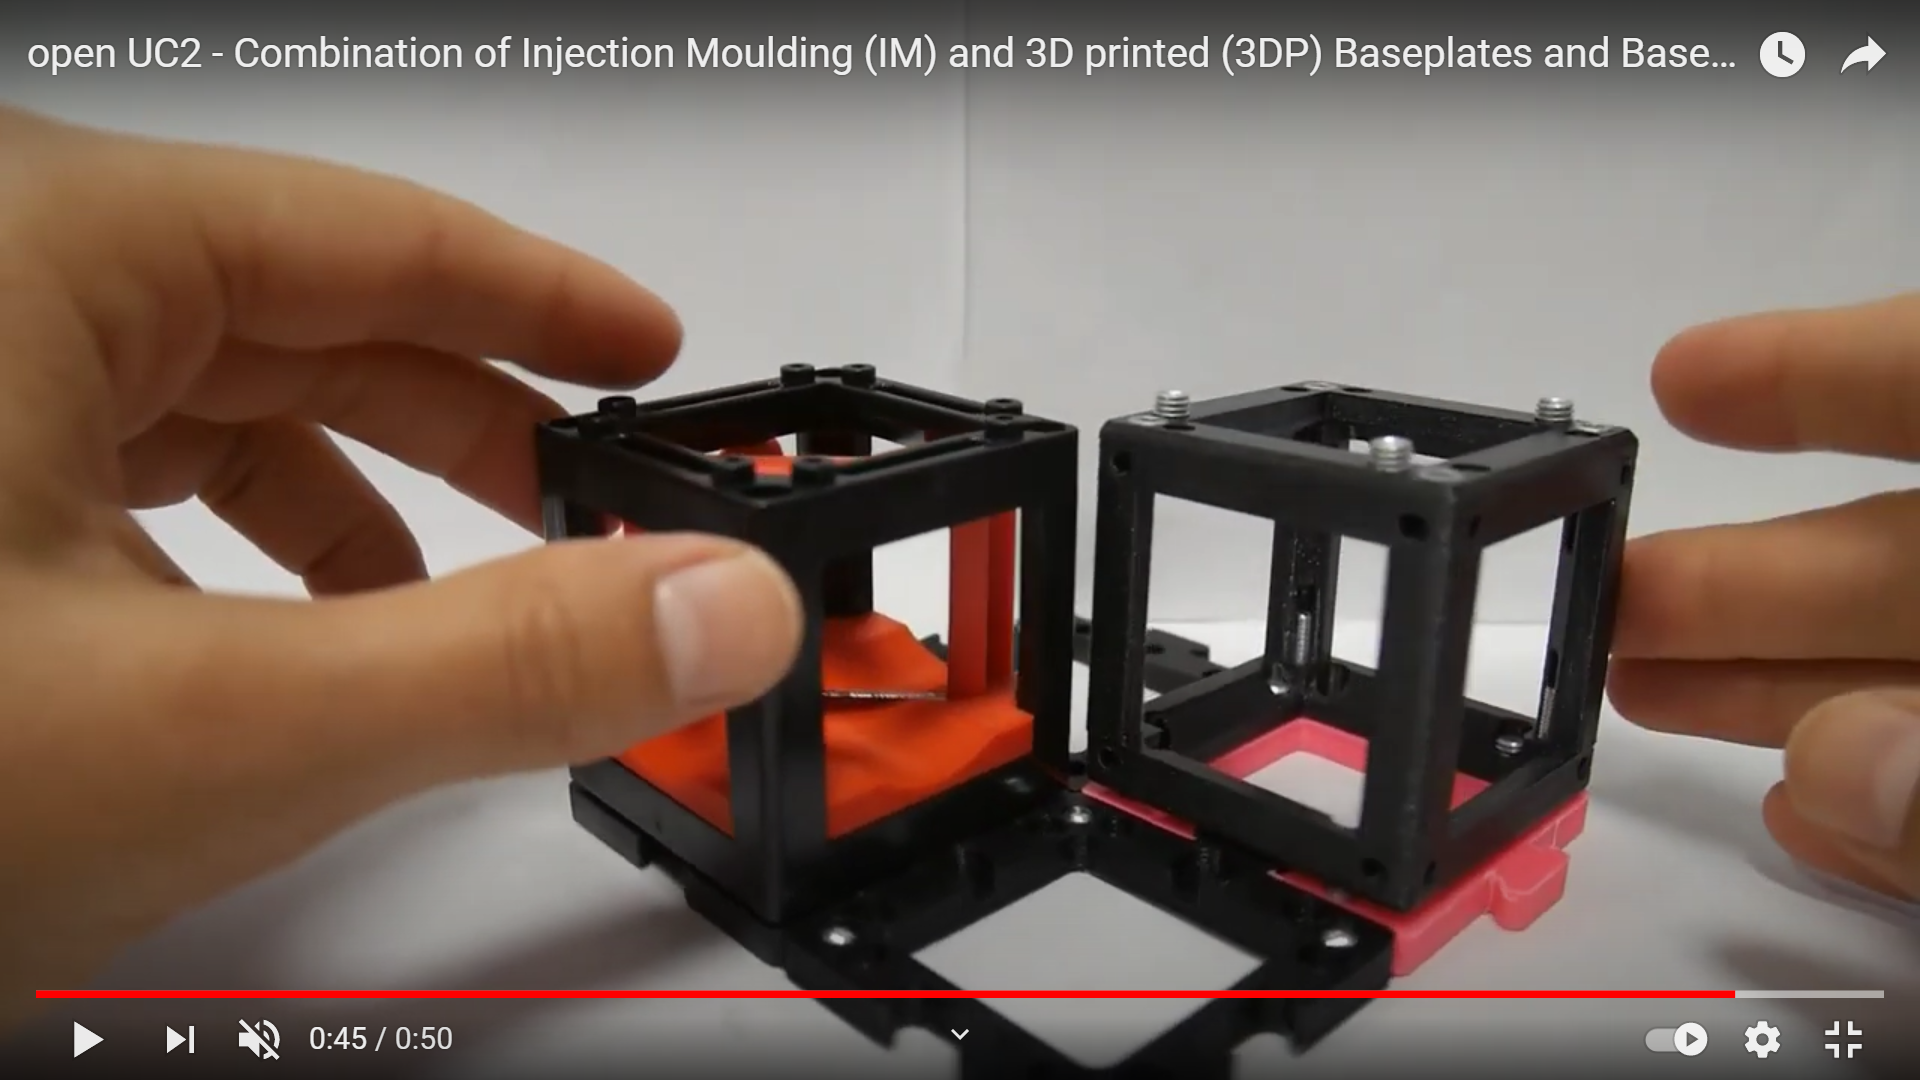 open UC2 - Combination of Injection Moulding (IM) and 3D printed (3DP) Baseplates and Base...
0:45 / 0:50